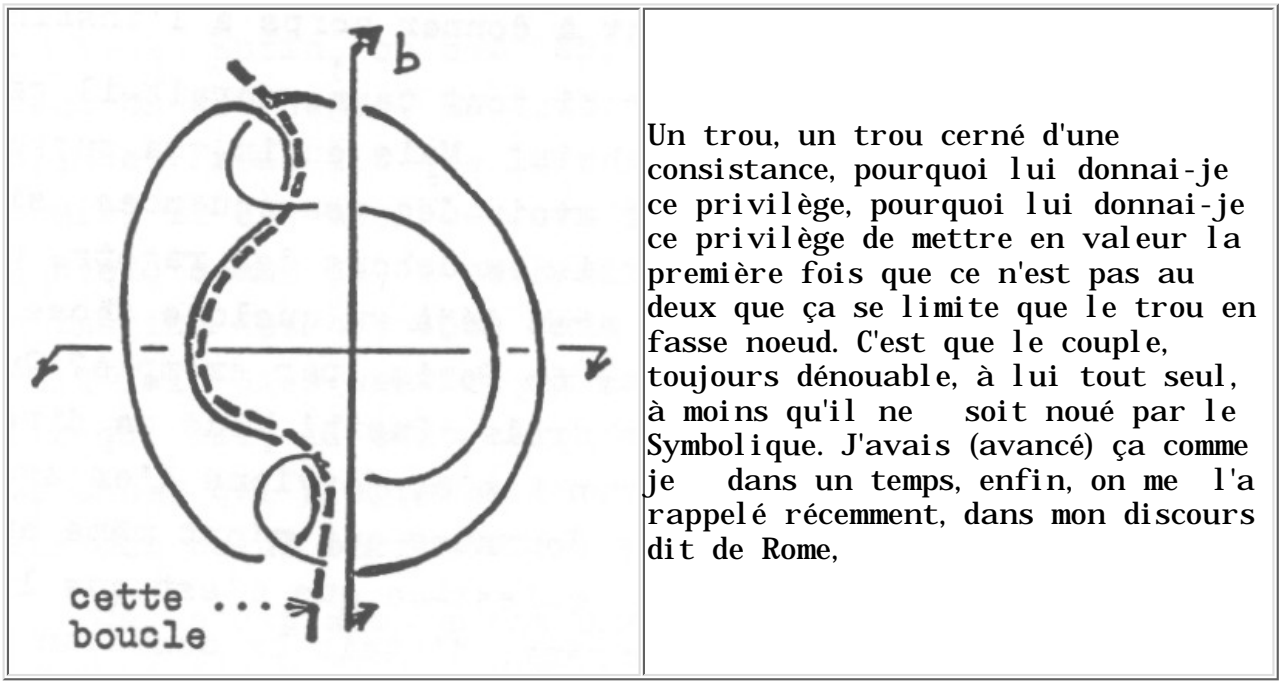 b
cette ....
boucle
Un trou, un trou cerné d'une
consistance, pourquoi lui donnai-je
ce privilège, pourquoi lui donnai-je
ce privilège de mettre en valeur la
première fois que ce n'est pas au
deux que ça se limite que le trou en
fasse noeud. C'est que le couple,
toujours dénouable, à lui tout seul,
à moins qu'il ne soit noué par le
Symbolique. J'avais (avancé) ça comme
je dans un temps, enfin, on me l'a
rappelé récemment, dans mon discours
dit de Rome,